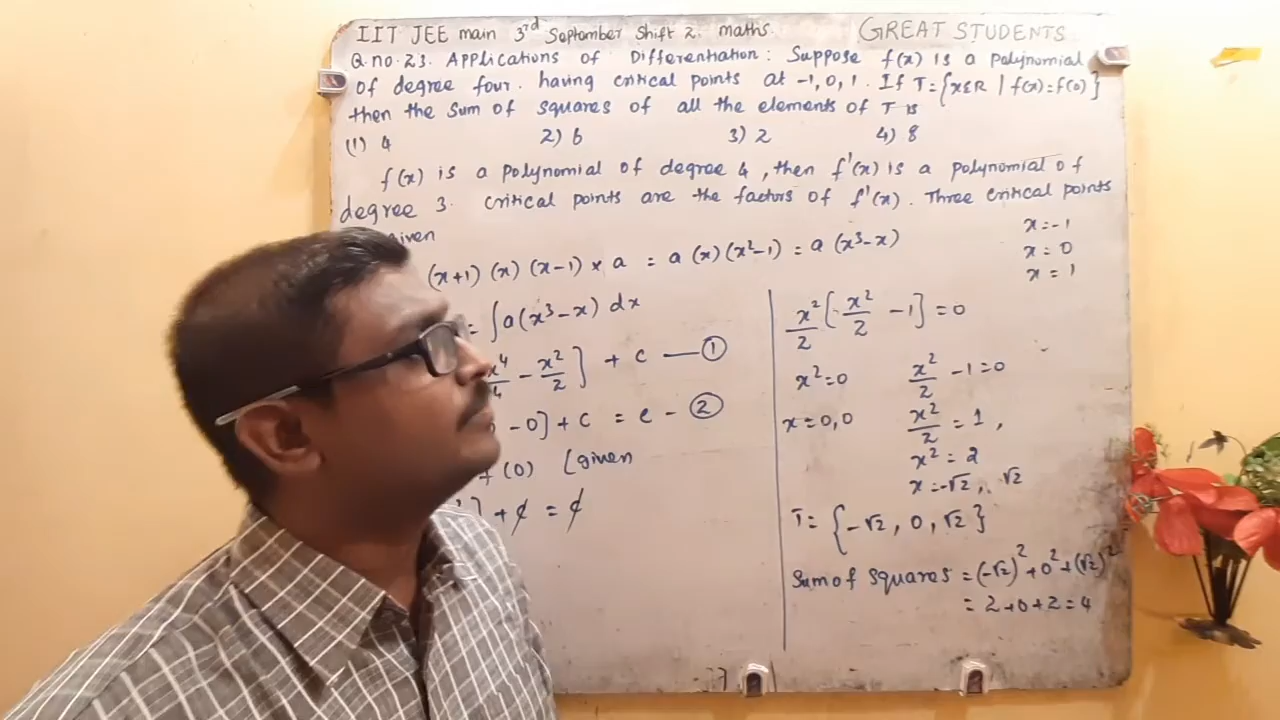 IIT JEE main 3rd September Shift 2. maths.
GREAT STUDENTS
Q.no.23. Applications of Differentiation: Suppose f(x) is a polynomial
of degree four. having critical points at -1, 0, 1. If T={x∈R | f(x)=f(0)}
then the sum of squares of all the elements of T is
(1) 4 2) 6 3) 2 4) 8
f(x) is a polynomial of degree 4, then f'(x) is a polynomial of
degree 3. critical points are the factors of f'(x). Three critical points
given
(x+1) (x) (x-1) × a = a (x) (x²-1) = a (x³-x)
x=-1
x=0
x=1
= ∫a(x³-x) dx
x⁴/4 - x²/2] + c —①
-0]+c = c - ②
(0) (given
] + c = c
x²/2 [x²/2 - 1] = 0
x²=0 x²/2 - 1=0
x=0,0 x²/2 = 1,
x² = 2
x=-√2, √2
T= {-√2, 0, √2}
Sum of squares = (-√2)² + 0² + (√2)²
= 2+0+2=4